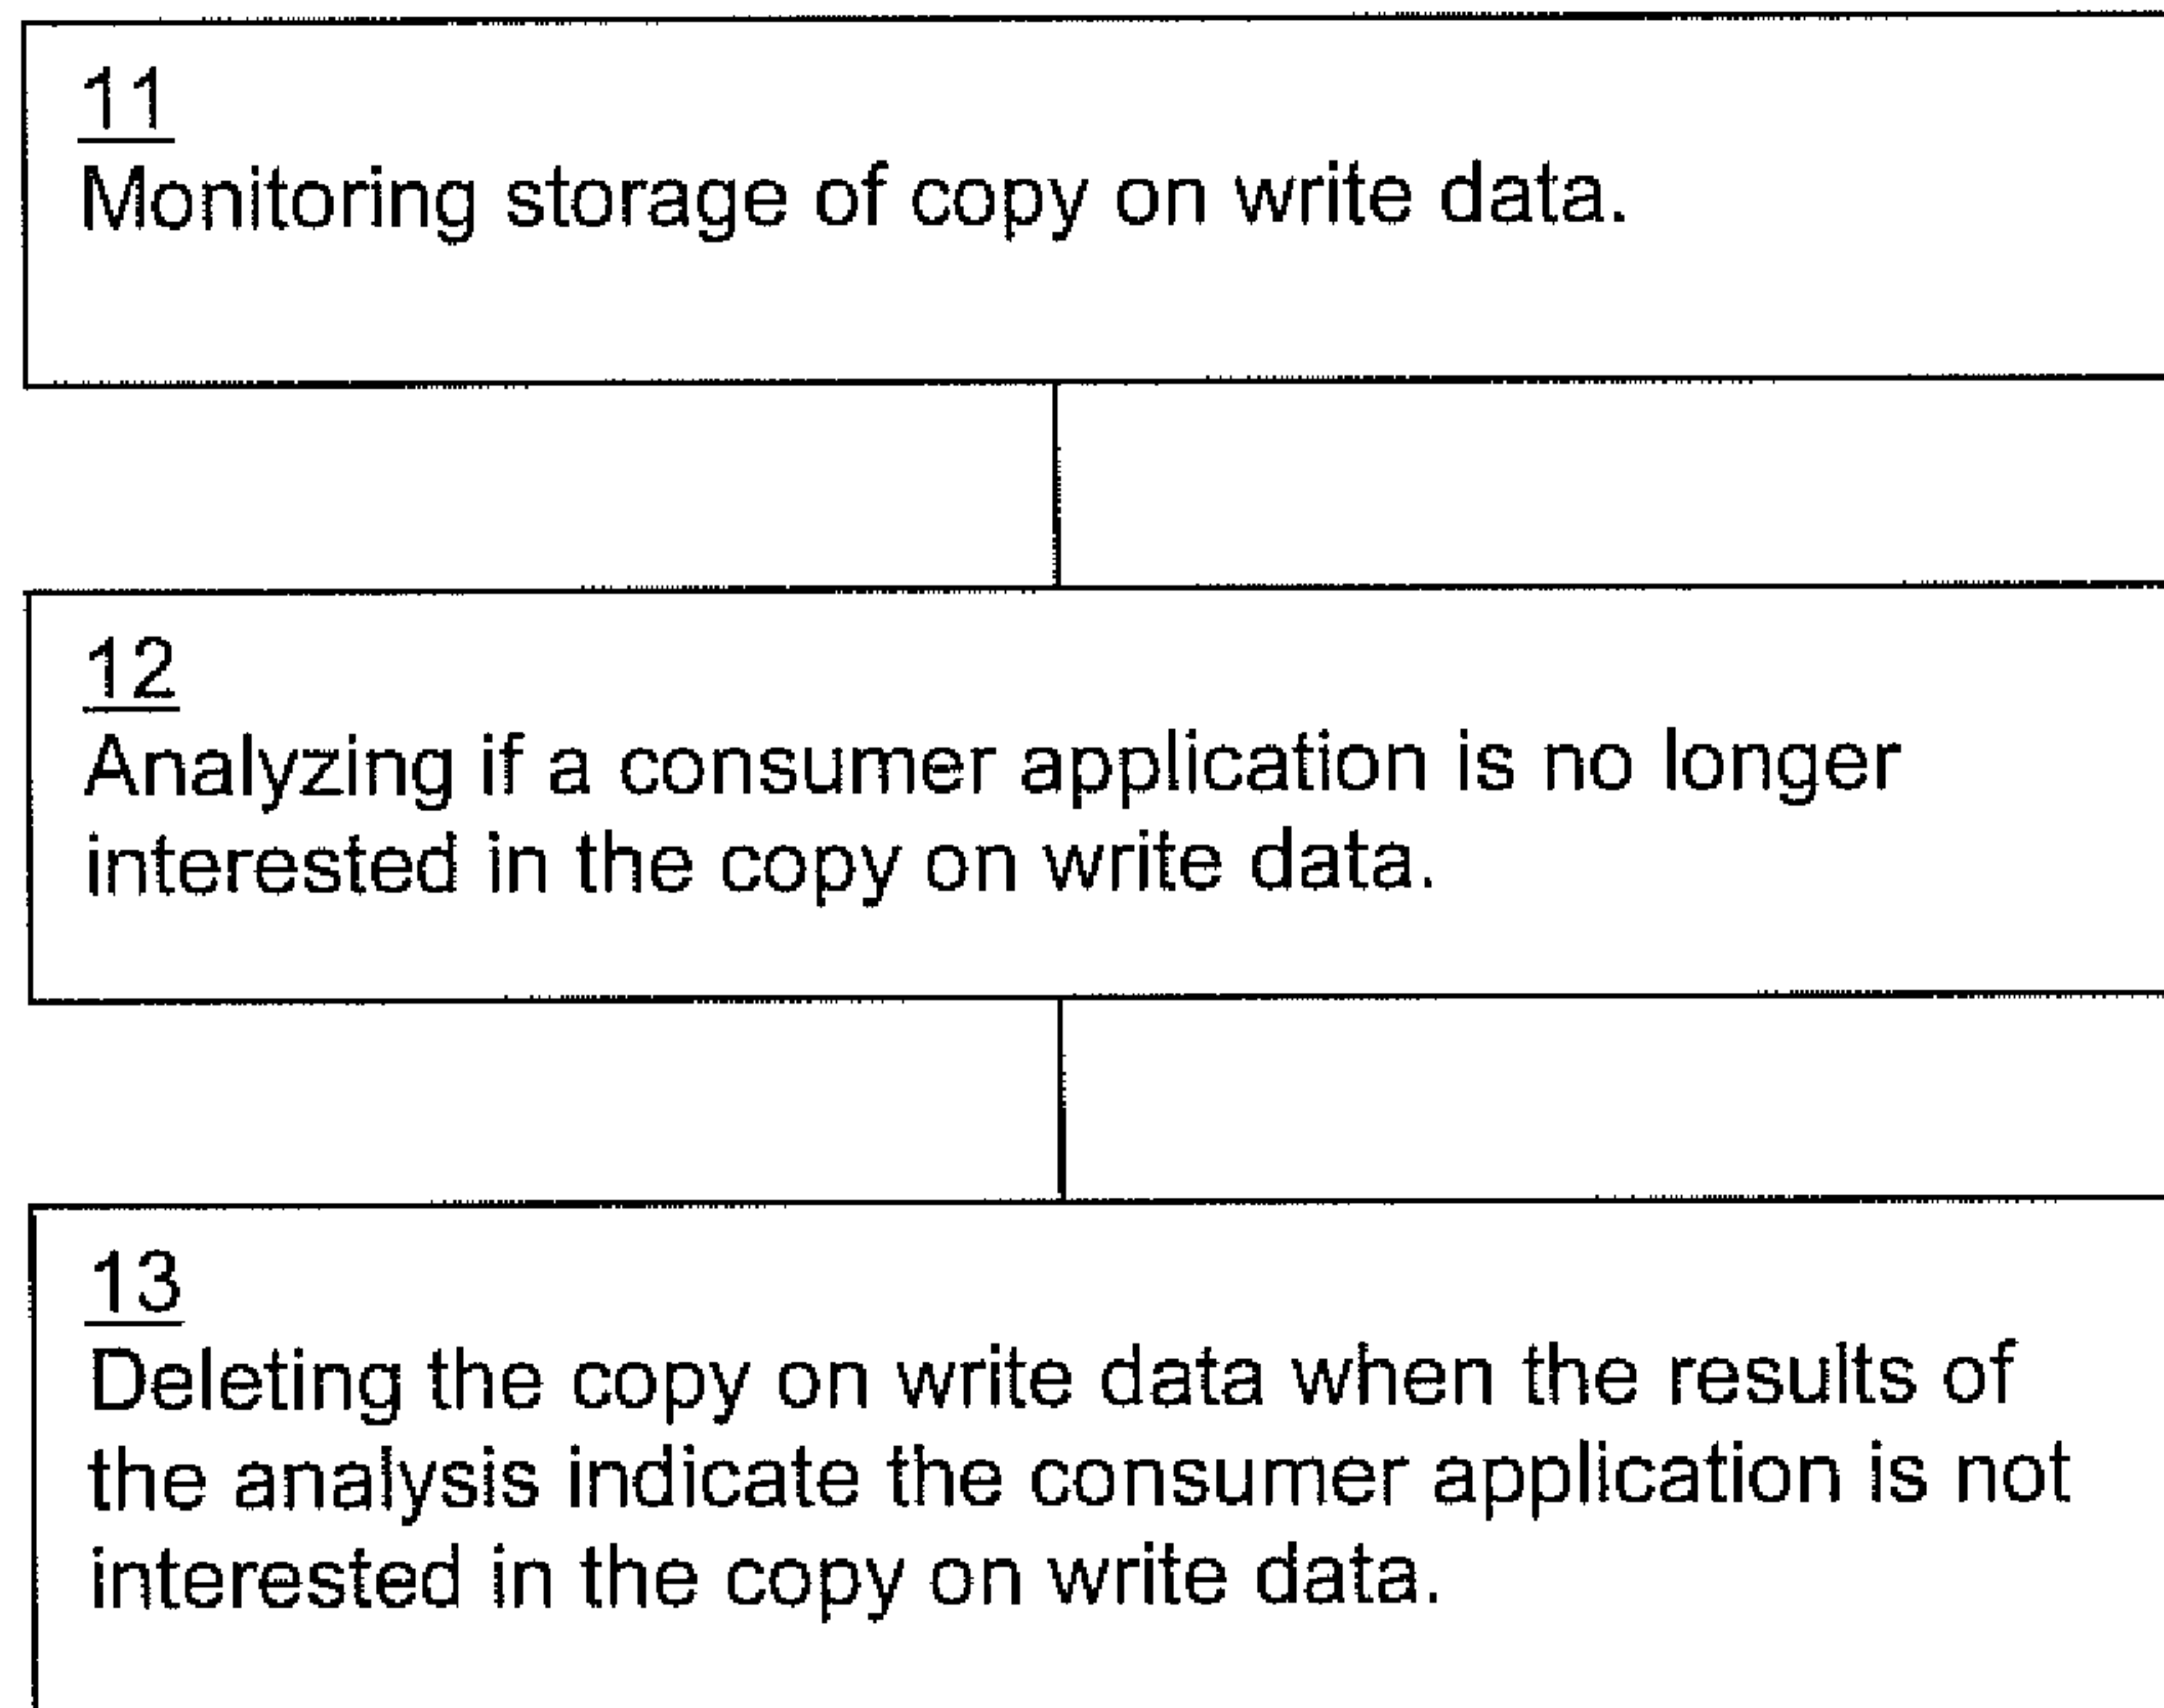 11
Monitoring storage of copy on write data.
12
Analyzing if a consumer application is no longer
interested in the copy on write data.
13
Deleting the copy on write data when the results of
the analysis indicate the consumer application is not
interested in the copy on write data.